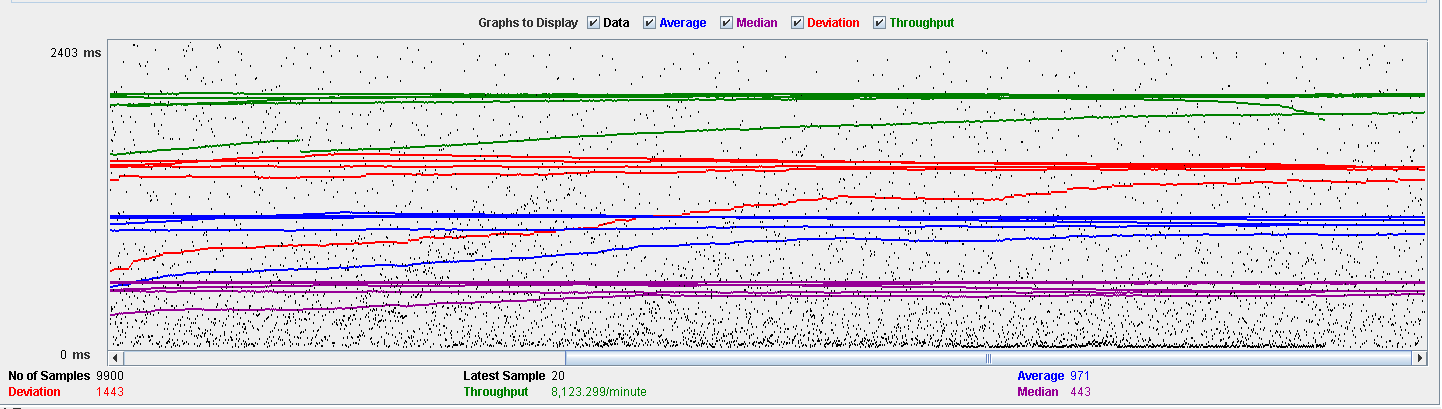 Graphs to Display Data Average Median Deviation Throughput
2403 ms
0 ms
No of Samples 9900 Latest Sample 20 Average 971
Deviation 1443 Throughput 8,123.299/minute Median 443